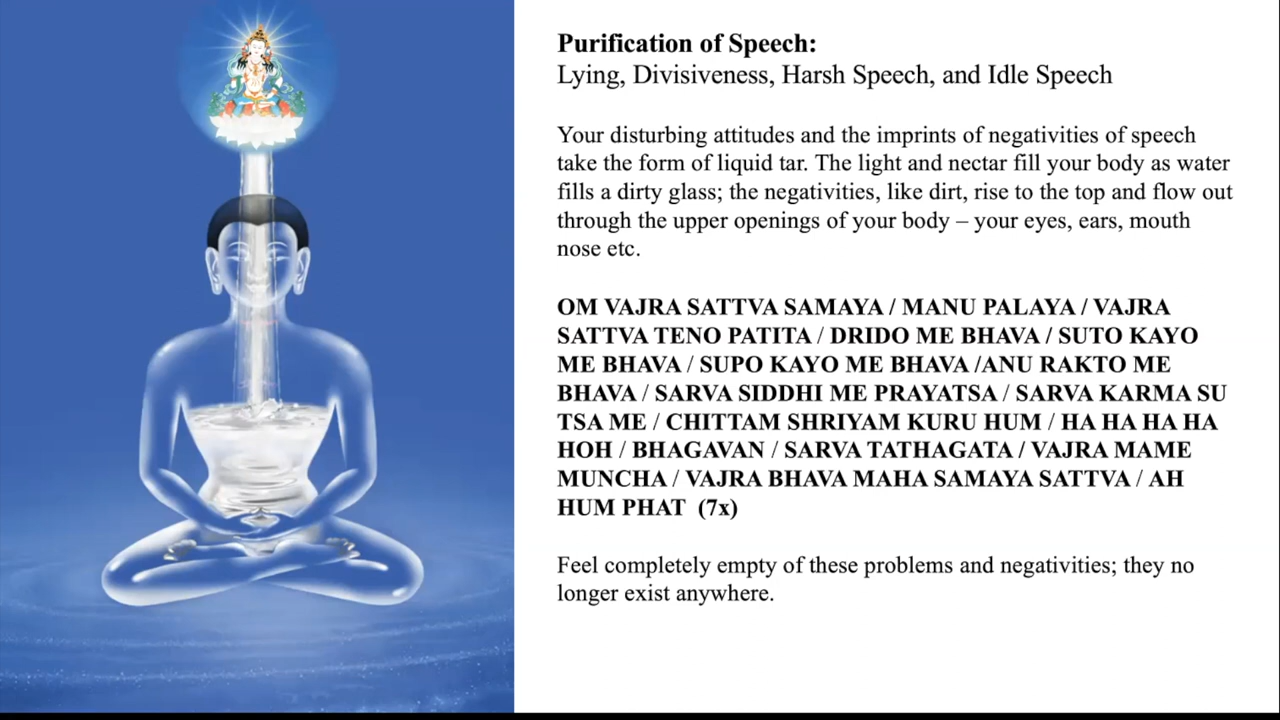 Purification of Speech:
Lying, Divisiveness, Harsh Speech, and Idle Speech
Your disturbing attitudes and the imprints of negativities of speech
take the form of liquid tar. The light and nectar fill your body as water
fills a dirty glass; the negativities, like dirt, rise to the top and flow out
through the upper openings of your body – your eyes, ears, mouth
nose etc.
OM VAJRA SATTVA SAMAYA / MANU PALAYA / VAJRA
SATTVA TENO PATITA / DRIDO ME BHAVA / SUTO KAYO
ME BHAVA / SUPO KAYO ME BHAVA /ANU RAKTO ME
BHAVA / SARVA SIDDHI ME PRAYATSA / SARVA KARMA SU
TSA ME / CHITTAM SHRIYAM KURU HUM / HA HA HA HA
HOH / BHAGAVAN / SARVA TATHAGATA / VAJRA MAME
MUNCHA / VAJRA BHAVA MAHA SAMAYA SATTVA / AH
HUM PHAT (7x)
Feel completely empty of these problems and negativities; they no
longer exist anywhere.